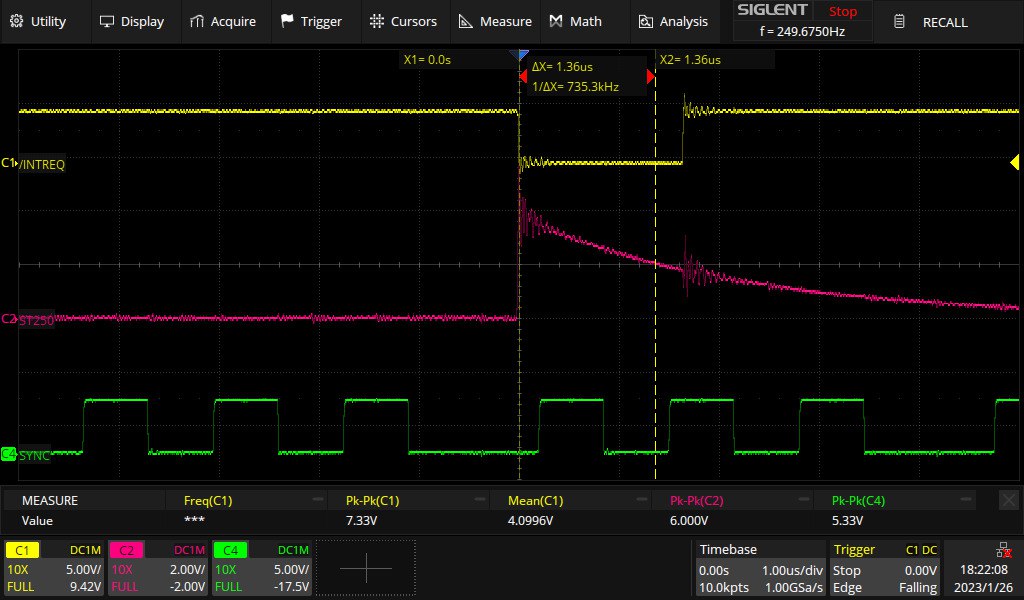 Utility Display Acquire Trigger Cursors Measure Math Analysis SIGLENT Stop RECALL
f = 249.6750Hz
X1= 0.0s ΔX= 1.36us X2= 1.36us
1/ΔX= 735.3kHz
C1 /INTREQ
C2 ST250
C4 SYNC
MEASURE Freq(C1) Pk-Pk(C1) Mean(C1) Pk-Pk(C2) Pk-Pk(C4)
Value *** 7.33V 4.0996V 6.000V 5.33V
C1 DC1M C2 DC1M C4 DC1M Timebase Trigger C1 DC
10X 5.00V/ 10X 2.00V/ 10X 5.00V/ 0.00s 1.00us/div Stop 0.00V 18:22:08
FULL 9.42V FULL -2.00V FULL -17.5V 10.0kpts 1.00GSa/s Edge Falling 2023/1/26